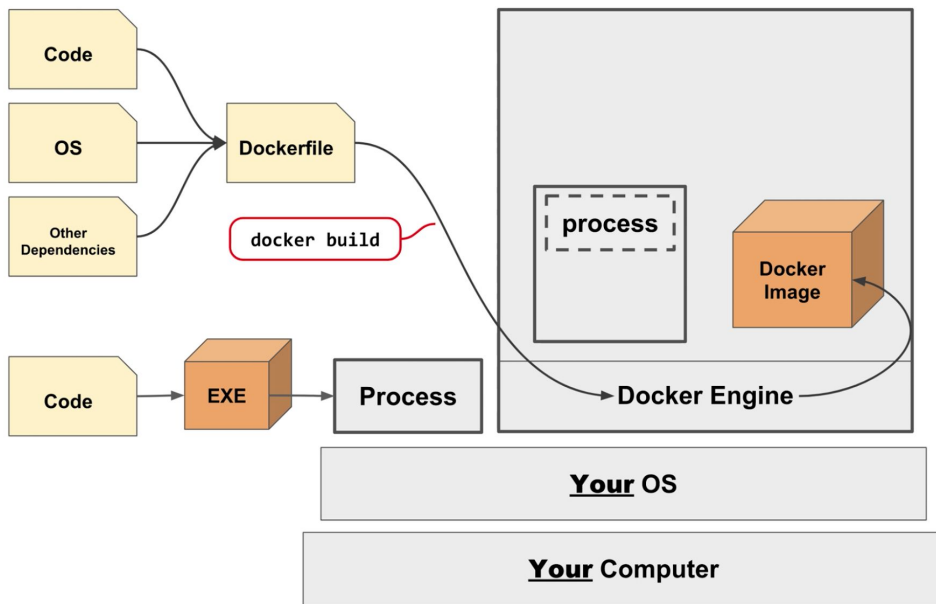 Code
OS
Other
Dependencies
Dockerfile
docker build
process
Docker
Image
Code
EXE
Process
Docker Engine
Your OS
Your Computer